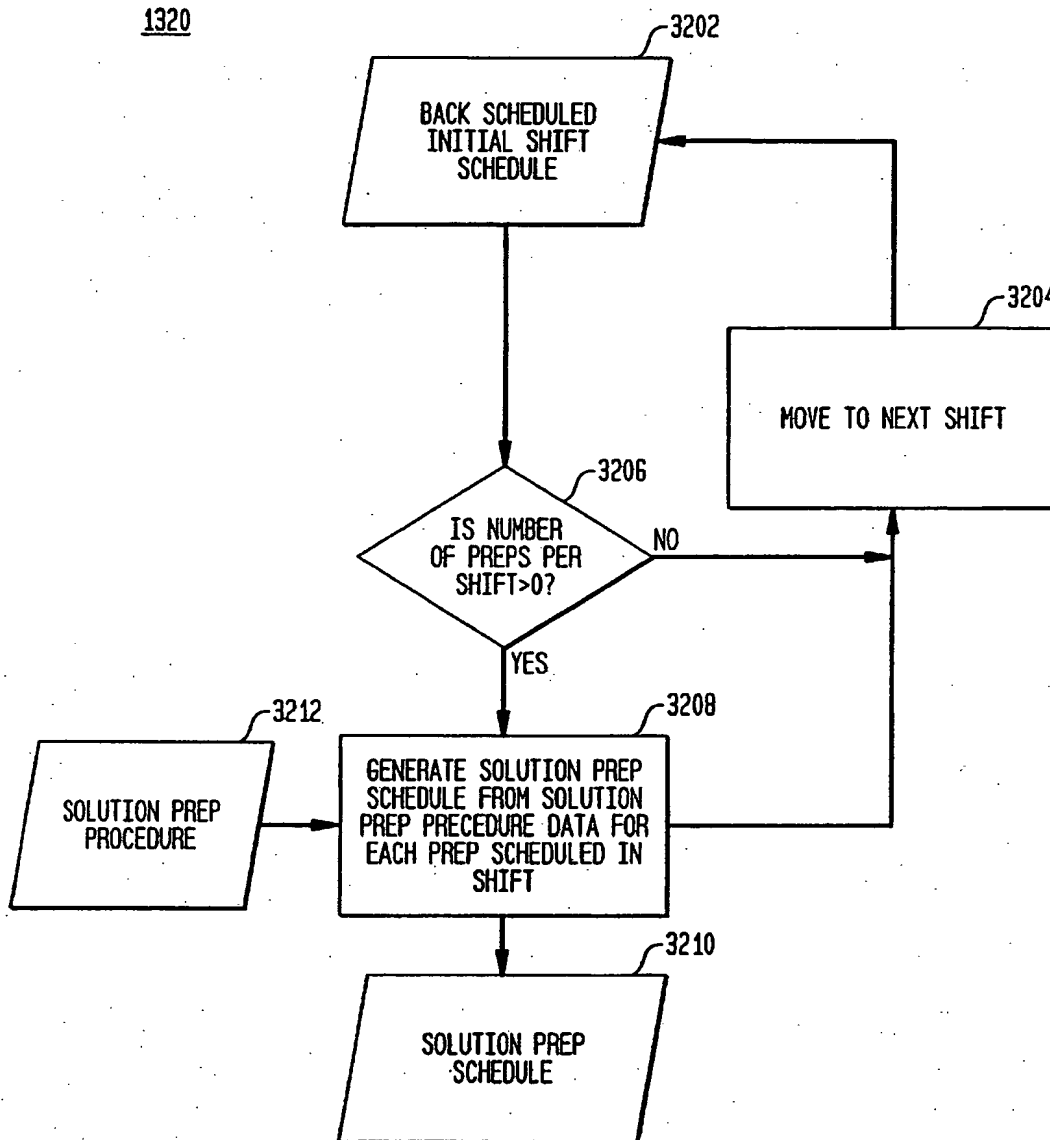 1320
3202
BACK SCHEDULED
INITIAL SHIFT
SCHEDULE
3204
MOVE TO NEXT SHIFT
3206
IS NUMBER
OF PREPS PER
SHIFT>0?
NO
YES
3212
SOLUTION PREP
PROCEDURE
3208
GENERATE SOLUTION PREP
SCHEDULE FROM SOLUTION
PREP PRECEDURE DATA FOR
EACH PREP SCHEDULED IN
SHIFT
3210
SOLUTION PREP
SCHEDULE